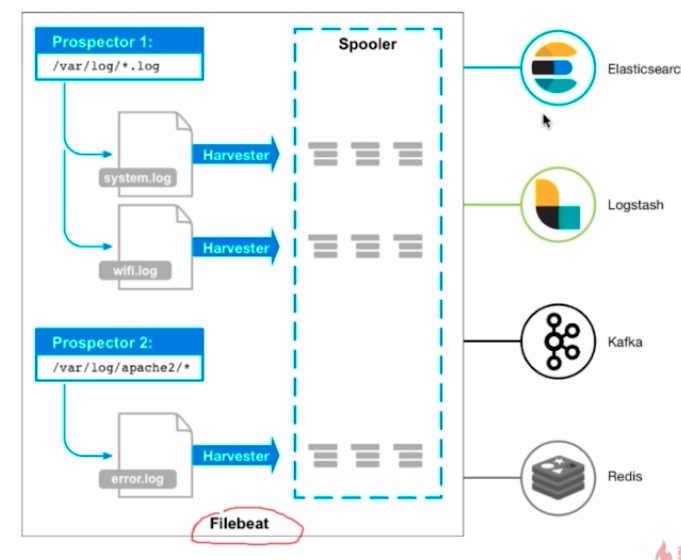 Prospector 1:
/var/log/*.log
Spooler
Elasticsearc
system.log
Harvester
Logstash
wifi.log
Harvester
Prospector 2:
/var/log/apache2/*
Kafka
error.log
Harvester
Redis
Filebeat